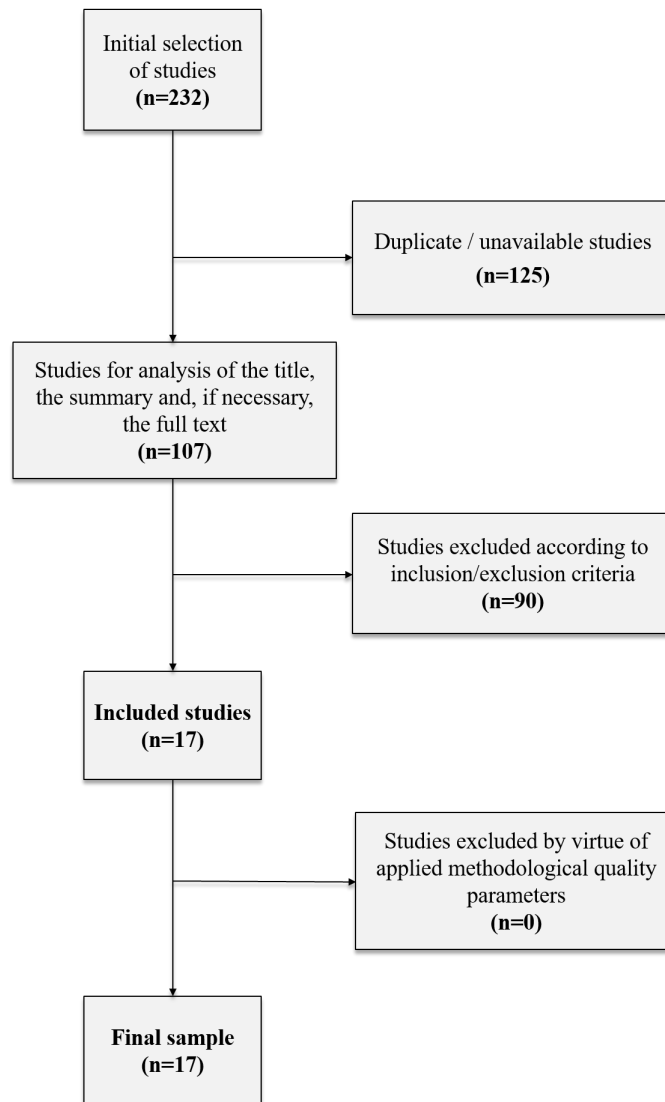 Initial selection
of studies
(n=232)
Duplicate / unavailable studies
(n=125)
Studies for analysis of the title,
the summary and, if necessary,
the full text
(n=107)
Studies excluded according to
inclusion/exclusion criteria
(n=90)
Included studies
(n=17)
Studies excluded by virtue of
applied methodological quality
parameters
(n=0)
Final sample
(n=17)